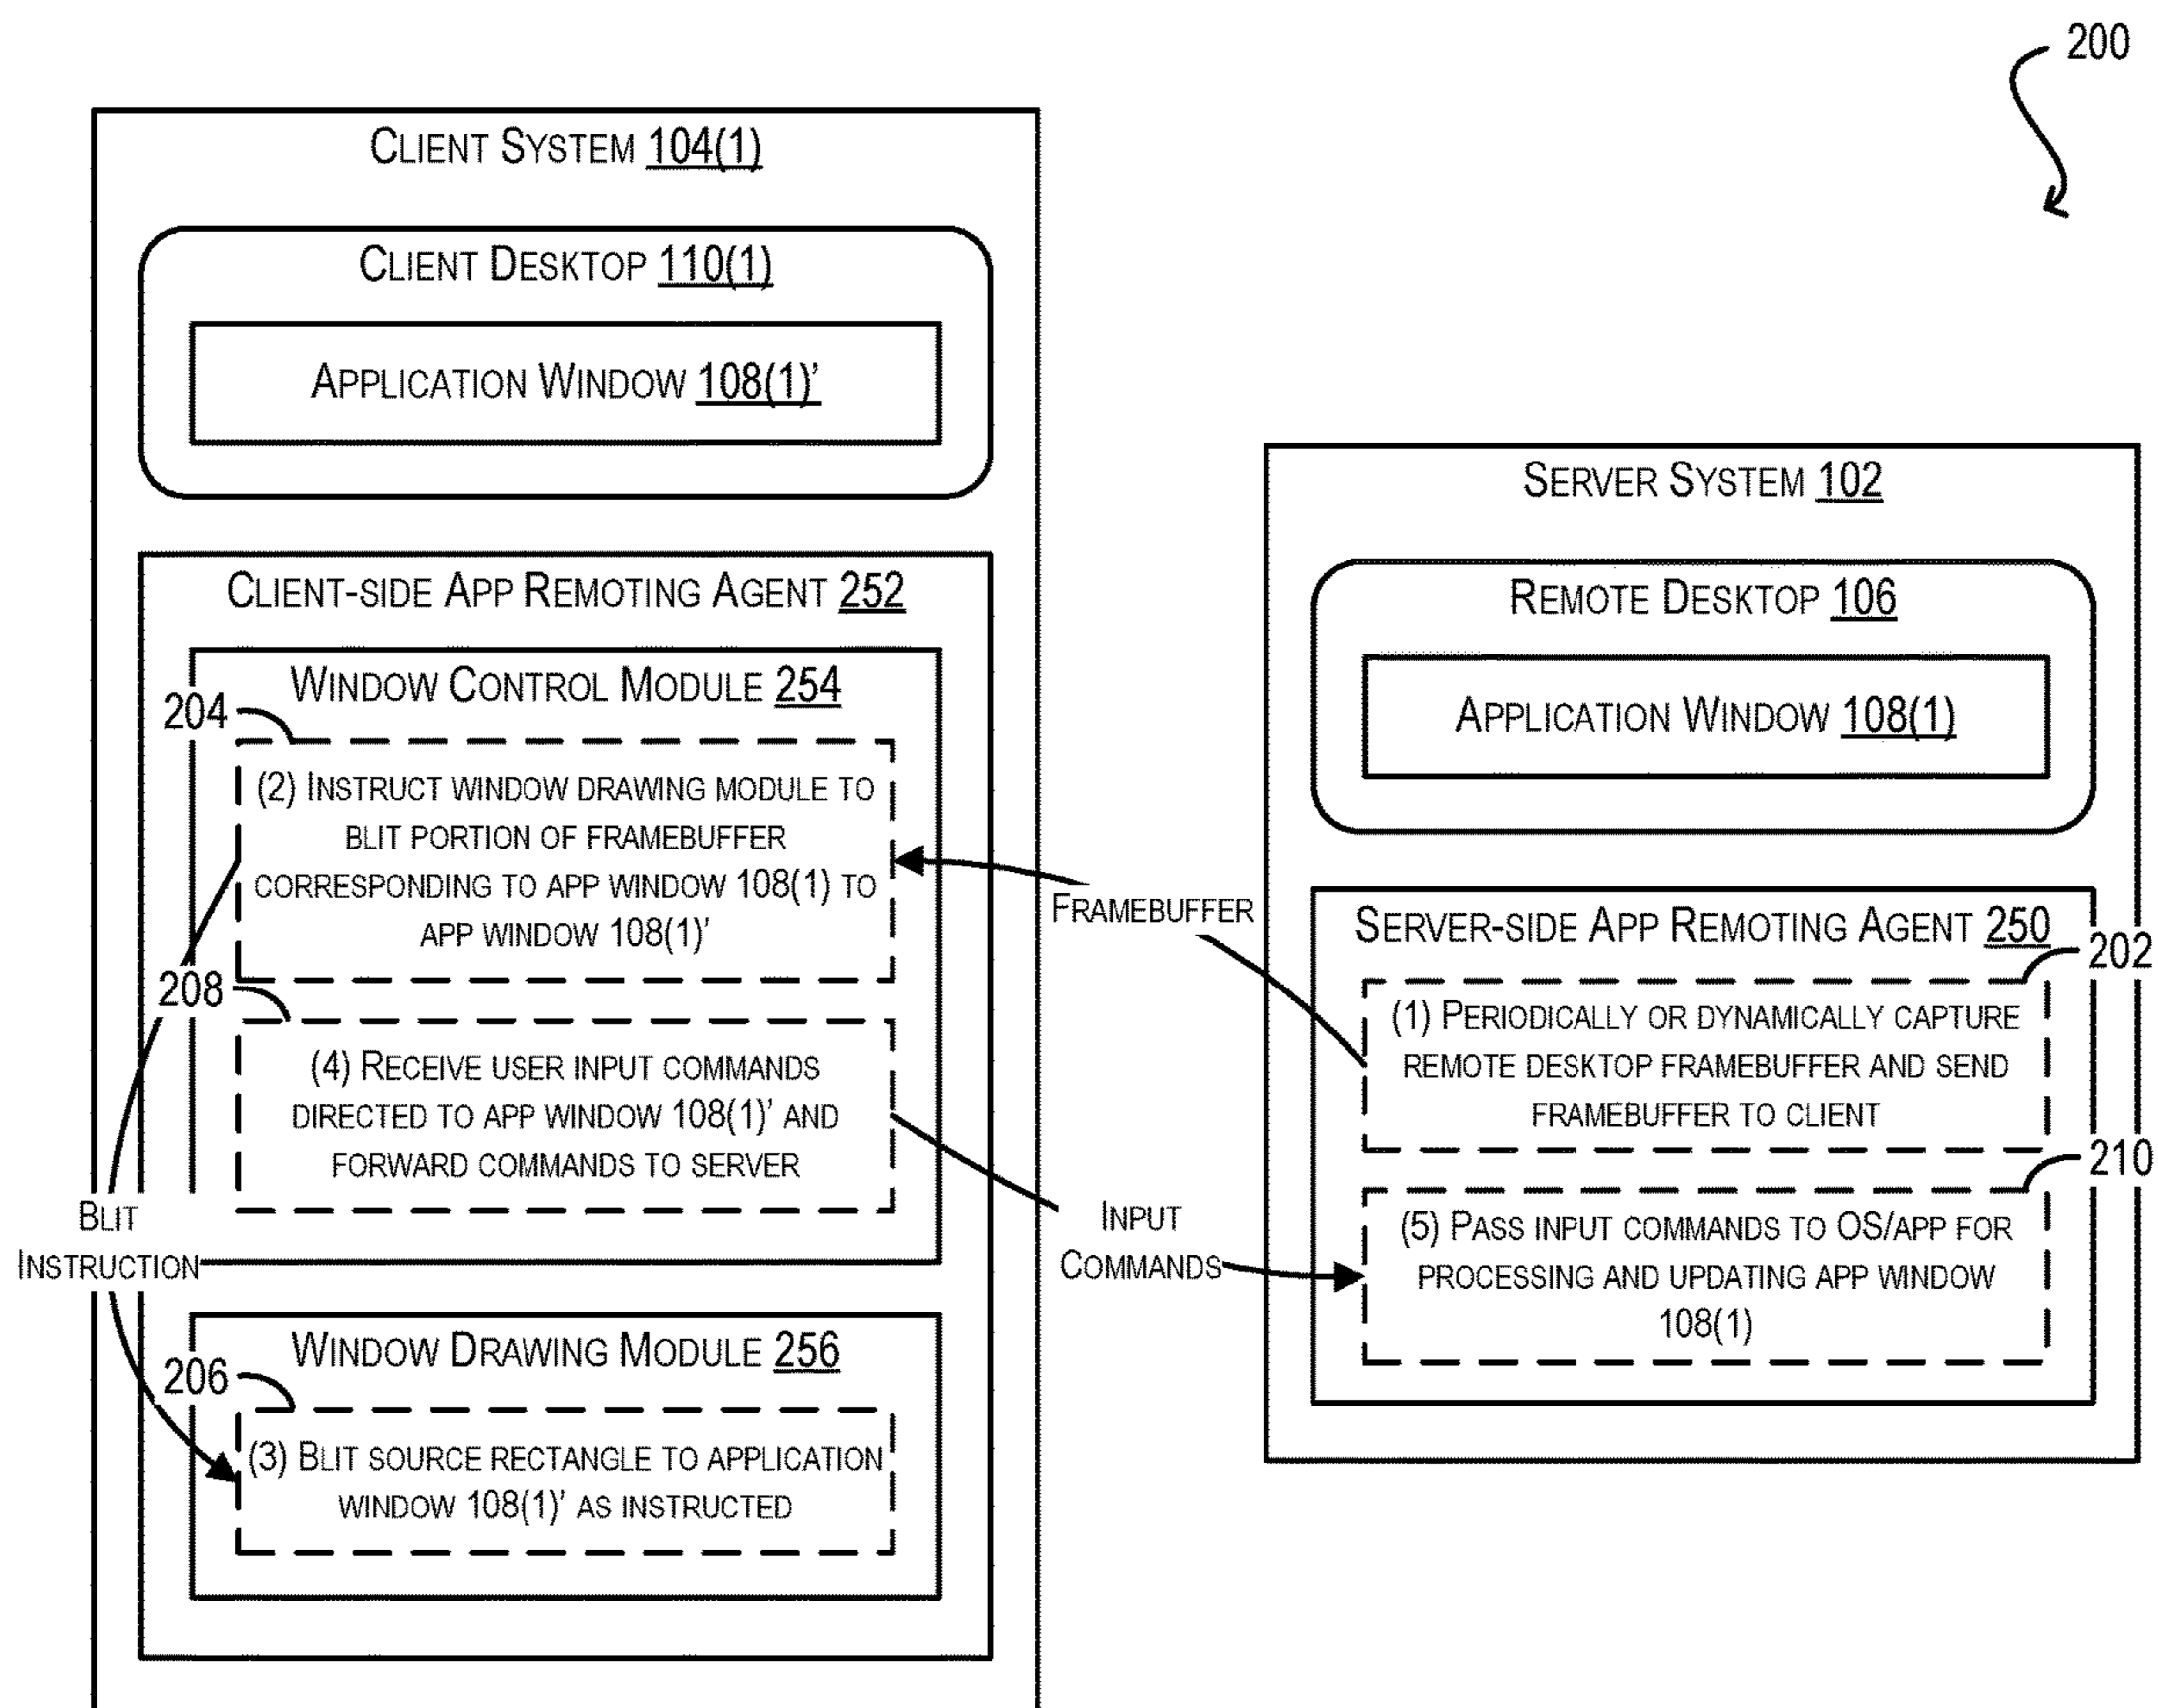 200
Client System 104(1)
Client Desktop 110(1)
Application Window 108(1)'
Client-side App Remoting Agent 252
Window Control Module 254
204
(2) Instruct window drawing module to
blit portion of framebuffer
corresponding to app window 108(1) to
app window 108(1)'
208
(4) Receive user input commands
directed to app window 108(1)' and
forward commands to server
Blit
Instruction
Window Drawing Module 256
206
(3) Blit source rectangle to application
window 108(1)' as instructed
Framebuffer
Input
Commands
Server System 102
Remote Desktop 106
Application Window 108(1)
Server-side App Remoting Agent 250
202
(1) Periodically or dynamically capture
remote desktop framebuffer and send
framebuffer to client
210
(5) Pass input commands to OS/app for
processing and updating app window
108(1)